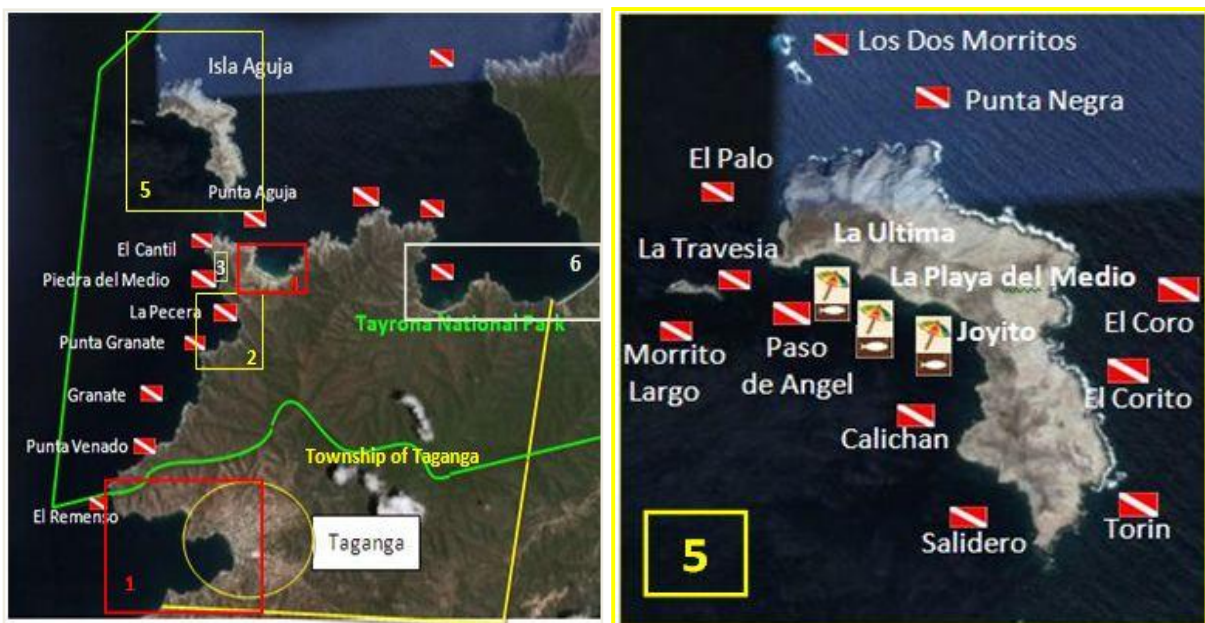 Isla Aguja
5
Punta Aguja
El Cantil
3
6
Piedra del Medio
La Pecera
Tayrona National Park
Punta Granate
2
Granate
Punta Venado
Township of Taganga
El Remenso
Taganga
1
Los Dos Morritos
Punta Negra
El Palo
La Ultima
La Travesia
La Playa del Medio
El Coro
Joyito
Morrito
Largo
Paso
de Angel
El Corito
Calichan
Salidero
Torin
5